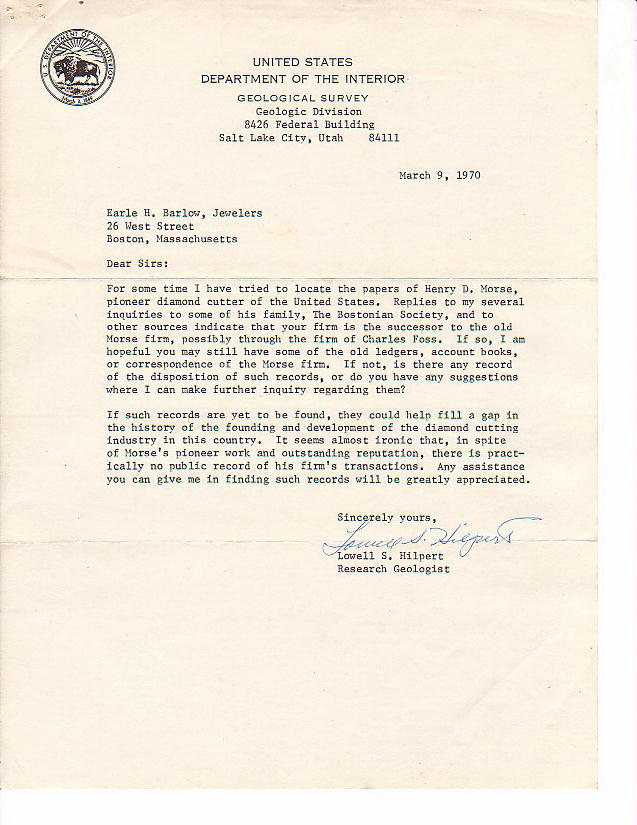 U.S. DEPARTMENT OF THE INTERIOR
March 3, 1849
UNITED STATES
DEPARTMENT OF THE INTERIOR
GEOLOGICAL SURVEY
Geologic Division
8426 Federal Building
Salt Lake City, Utah 84111
March 9, 1970
Earle H. Barlow, Jewelers
26 West Street
Boston, Massachusetts
Dear Sirs:
For some time I have tried to locate the papers of Henry D. Morse,
pioneer diamond cutter of the United States. Replies to my several
inquiries to some of his family, The Bostonian Society, and to
other sources indicate that your firm is the successor to the old
Morse firm, possibly through the firm of Charles Foss. If so, I am
hopeful you may still have some of the old ledgers, account books,
or correspondence of the Morse firm. If not, is there any record
of the disposition of such records, or do you have any suggestions
where I can make further inquiry regarding them?
If such records are yet to be found, they could help fill a gap in
the history of the founding and development of the diamond cutting
industry in this country. It seems almost ironic that, in spite
of Morse's pioneer work and outstanding reputation, there is pract-
ically no public record of his firm's transactions. Any assistance
you can give me in finding such records will be greatly appreciated.
Sincerely yours,
Lowell S. Hilpert
Lowell S. Hilpert
Research Geologist